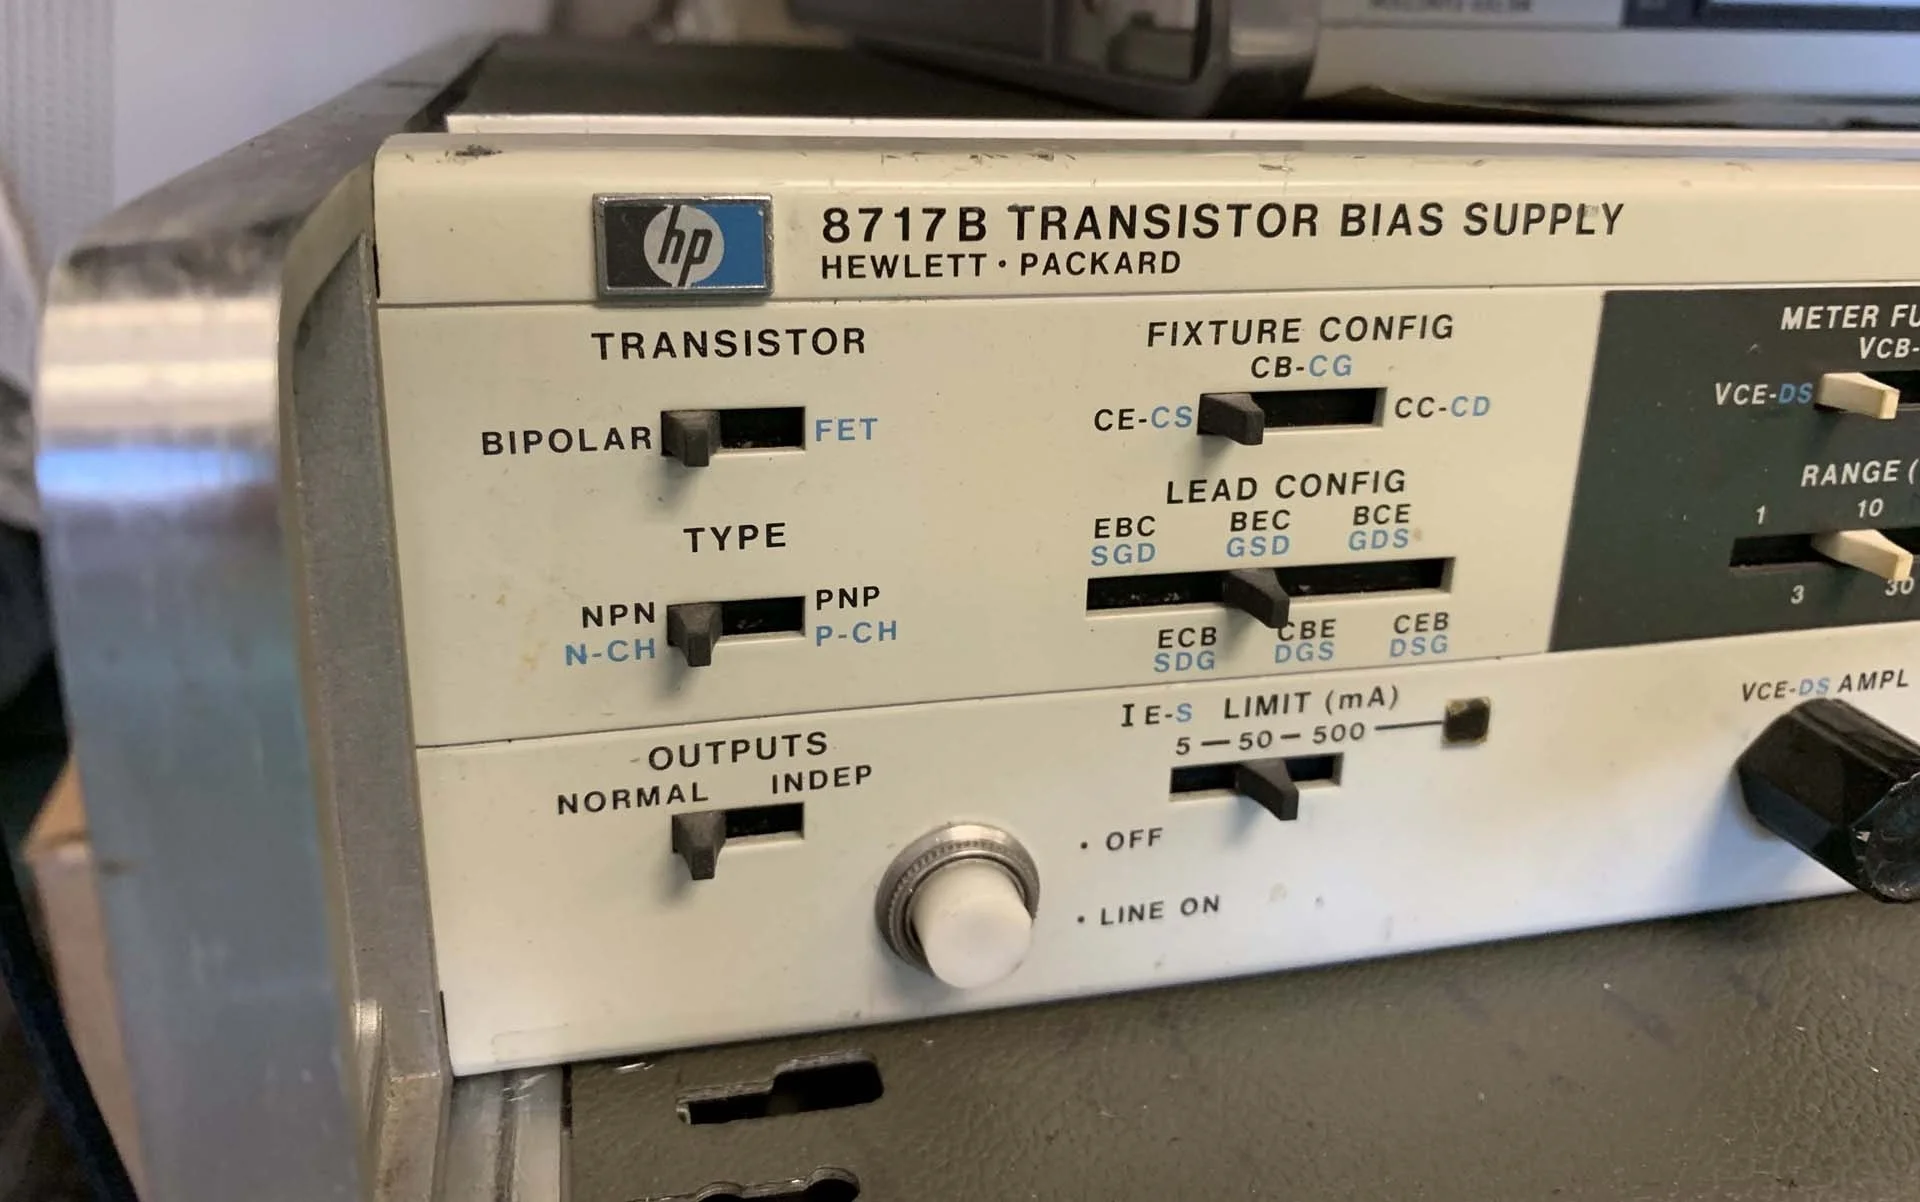 hp
8717B TRANSISTOR BIAS SUPPLY
HEWLETT · PACKARD
TRANSISTOR
BIPOLAR FET
TYPE
NPN PNP
N-CH P-CH
FIXTURE CONFIG
CB-CG
CE-CS CC-CD
LEAD CONFIG
EBC BEC BCE
SGD GSD GDS
ECB CBE CEB
SDG DGS DSG
METER FU
VCB-
VCE-DS
RANGE (
1 10
3 30
OUTPUTS
NORMAL INDEP
I E-S LIMIT (mA)
5 — 50 — 500
• OFF
• LINE ON
VCE-DS AMPL